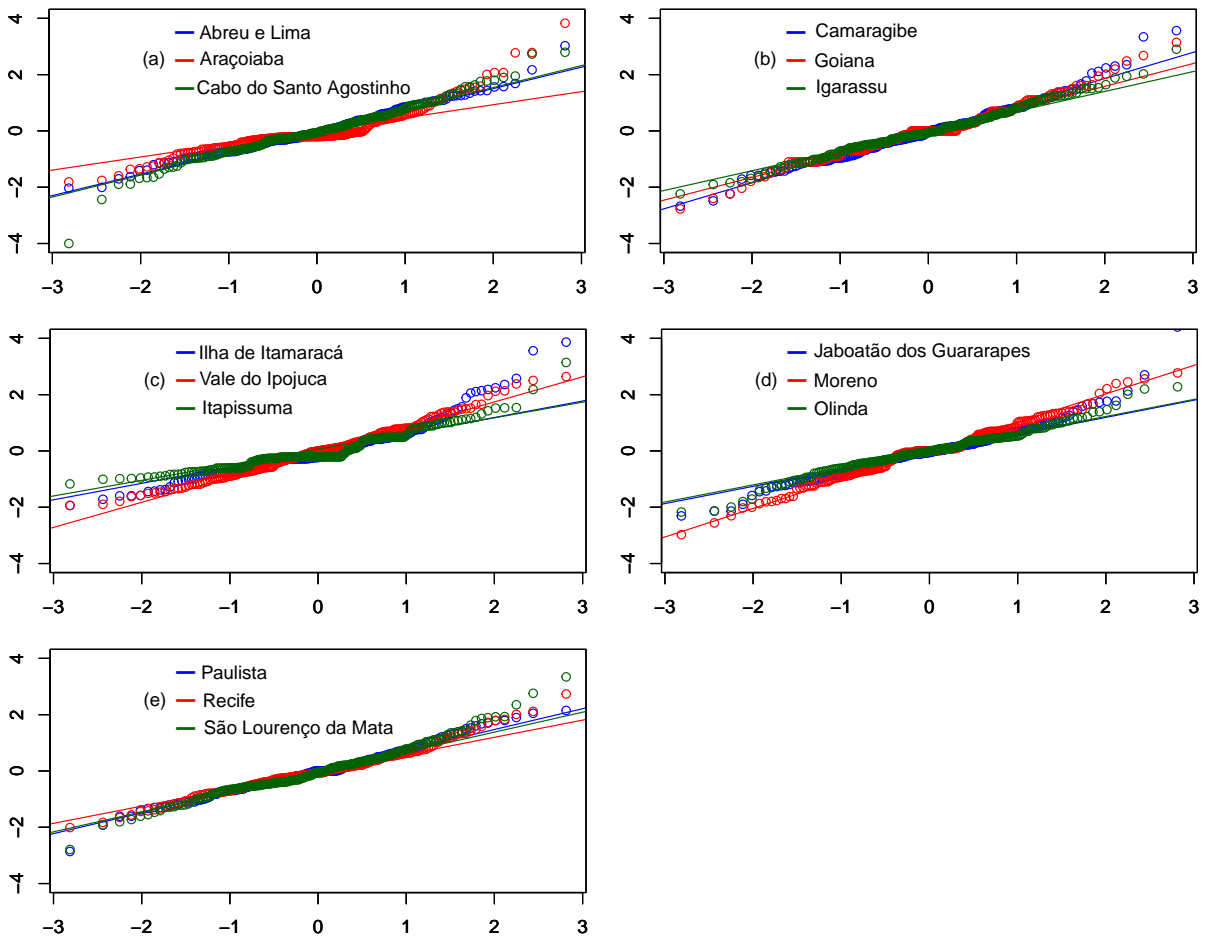 4
2
0
−2
−4
(a)
Abreu e Lima
Araçoiaba
Cabo do Santo Agostinho
−3 −2 −1 0 1 2 3
4
2
0
−2
−4
(b)
Camaragibe
Goiana
Igarassu
−3 −2 −1 0 1 2 3
4
2
0
−2
−4
(c)
Ilha de Itamaracá
Vale do Ipojuca
Itapissuma
−3 −2 −1 0 1 2 3
4
2
0
−2
−4
(d)
Jaboatão dos Guararapes
Moreno
Olinda
−3 −2 −1 0 1 2 3
4
2
0
−2
−4
(e)
Paulista
Recife
São Lourenço da Mata
−3 −2 −1 0 1 2 3